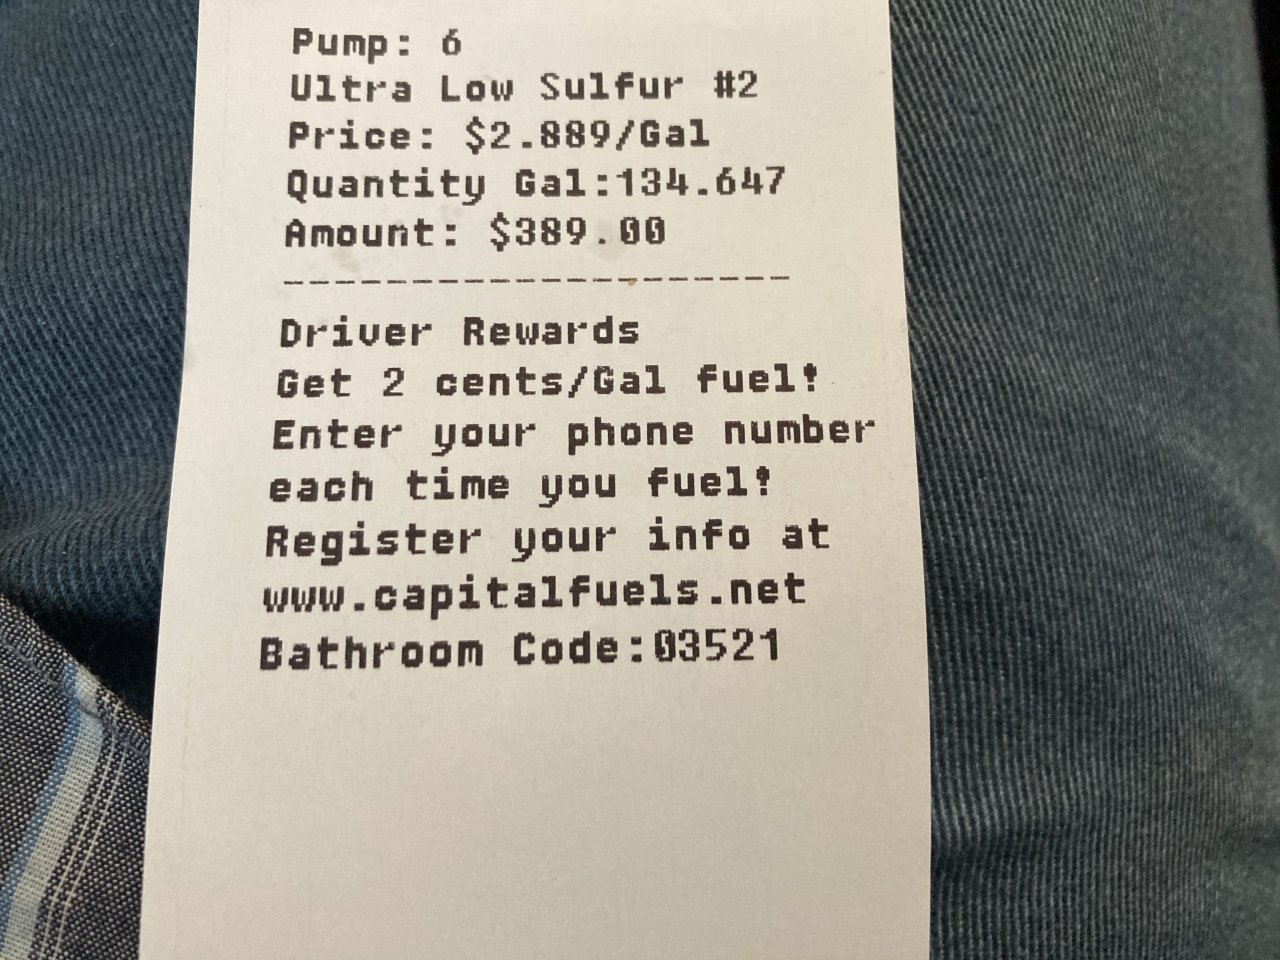 Pump: 6
Ultra Low Sulfur #2
Price: $2.889/Gal
Quantity Gal:134.647
Amount: $389.00
--------------------
Driver Rewards
Get 2 cents/Gal fuel!
Enter your phone number
each time you fuel!
Register your info at
www.capitalfuels.net
Bathroom Code:03521